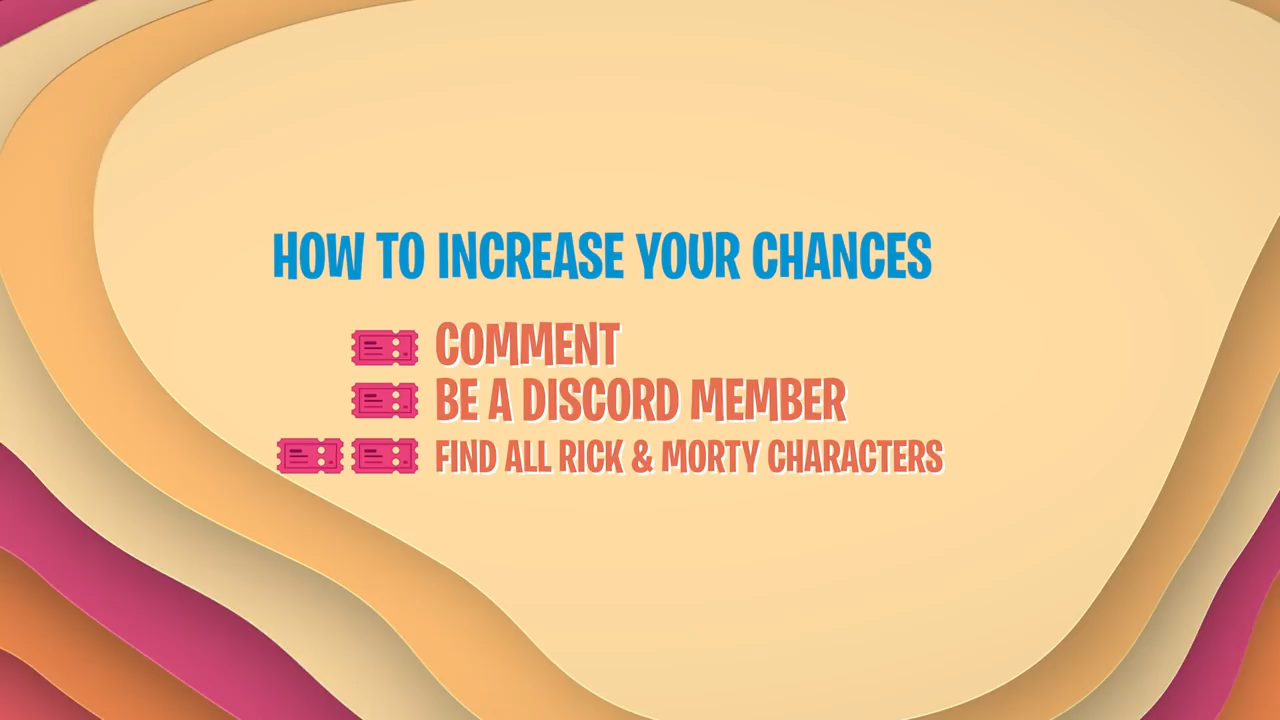 HOW TO INCREASE YOUR CHANCES
COMMENT
BE A DISCORD MEMBER
FIND ALL RICK & MORTY CHARACTERS